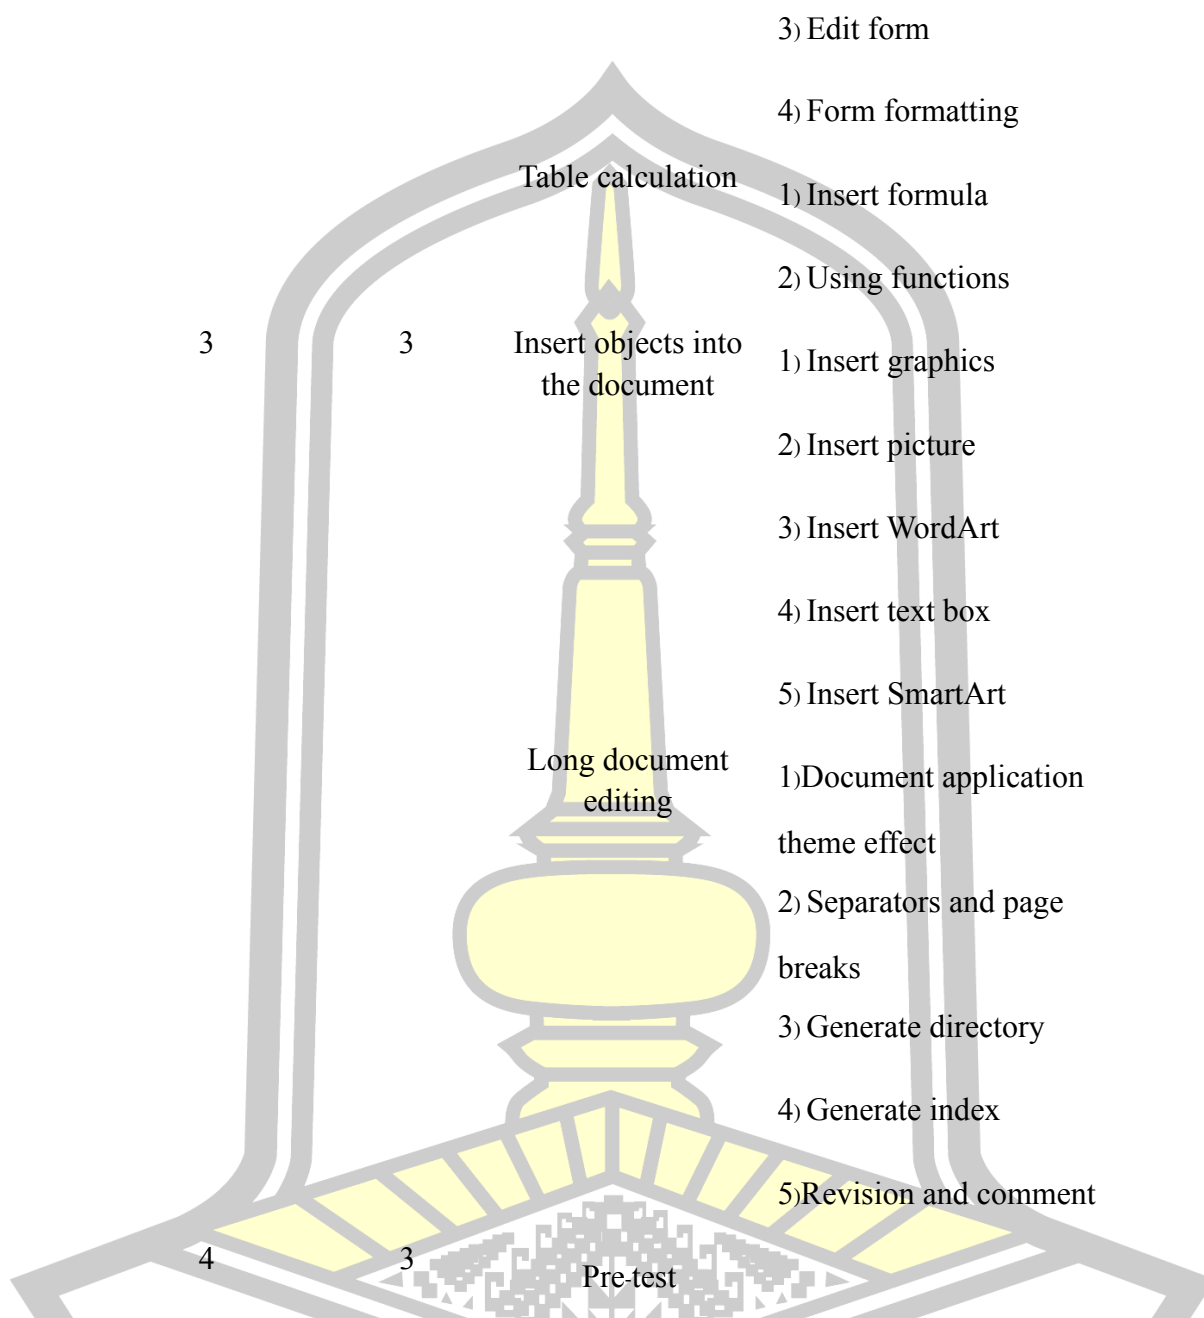 3) Edit form
4) Form formatting
Table calculation
1) Insert formula
2) Using functions
3 3 Insert objects into
the document
1) Insert graphics
2) Insert picture
3) Insert WordArt
4) Insert text box
5) Insert SmartArt
Long document
editing
1)Document application
theme effect
2) Separators and page
breaks
3) Generate directory
4) Generate index
5)Revision and comment
4 3 Pre-test